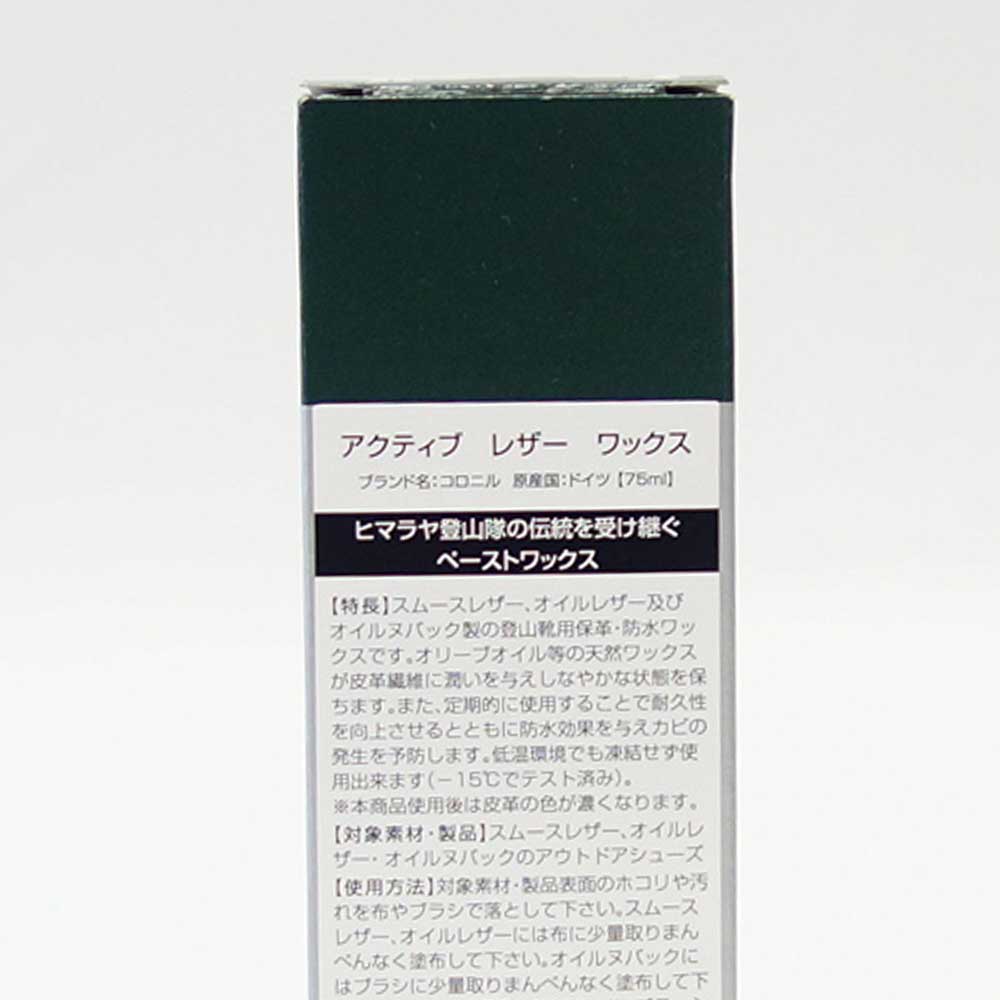 アクティブ レザー ワックス
ブランド名:コロニル 原産国:ドイツ【75ml】
ヒマラヤ登山隊の伝統を受け継ぐ
ペーストワックス
【特長】スムースレザー、オイルレザー及び
オイルヌバック製の登山靴用保革・防水ワッ
クスです。オリーブオイル等の天然ワックス
が皮革繊維に潤いを与えしなやかな状態を保
ちます。また、定期的に使用することで耐久性
を向上させるとともに防水効果を与えカビの
発生を予防します。低温環境でも凍結せず使
用出来ます(－15℃でテスト済み)。
※本商品使用後は皮革の色が濃くなります。
【対象素材・製品】スムースレザー、オイルレ
ザー・オイルヌバックのアウトドアシューズ
【使用方法】対象素材・製品表面のホコリや汚
れを布やブラシで落として下さい。スムース
レザー、オイルレザーには布に少量取りまん
べんなく塗布して下さい。オイルヌバックに
はブラシに少量取りまんべんなく塗布して下